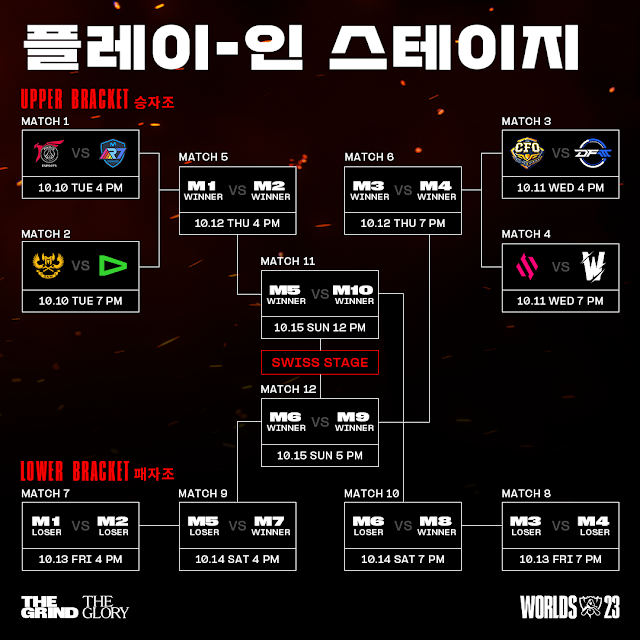 플레이-인 스테이지
UPPER BRACKET 승자조
MATCH 1
VS
10.10 TUE 4 PM
MATCH 2
VS
10.10 TUE 7 PM
MATCH 5
M1 WINNER VS M2 WINNER
10.12 THU 4 PM
MATCH 6
M3 WINNER VS M4 WINNER
10.12 THU 7 PM
MATCH 3
CFO VS DFM
10.11 WED 4 PM
MATCH 4
VS
10.11 WED 7 PM
MATCH 11
M5 WINNER VS M10 WINNER
10.15 SUN 12 PM
SWISS STAGE
MATCH 12
M6 WINNER VS M9 WINNER
10.15 SUN 5 PM
LOWER BRACKET 패자조
MATCH 7
M1 LOSER VS M2 LOSER
10.13 FRI 4 PM
MATCH 9
M5 LOSER VS M7 WINNER
10.14 SAT 4 PM
MATCH 10
M6 LOSER VS M8 WINNER
10.14 SAT 7 PM
MATCH 8
M3 LOSER VS M4 LOSER
10.13 FRI 7 PM
THE GRIND THE GLORY
WORLDS 23